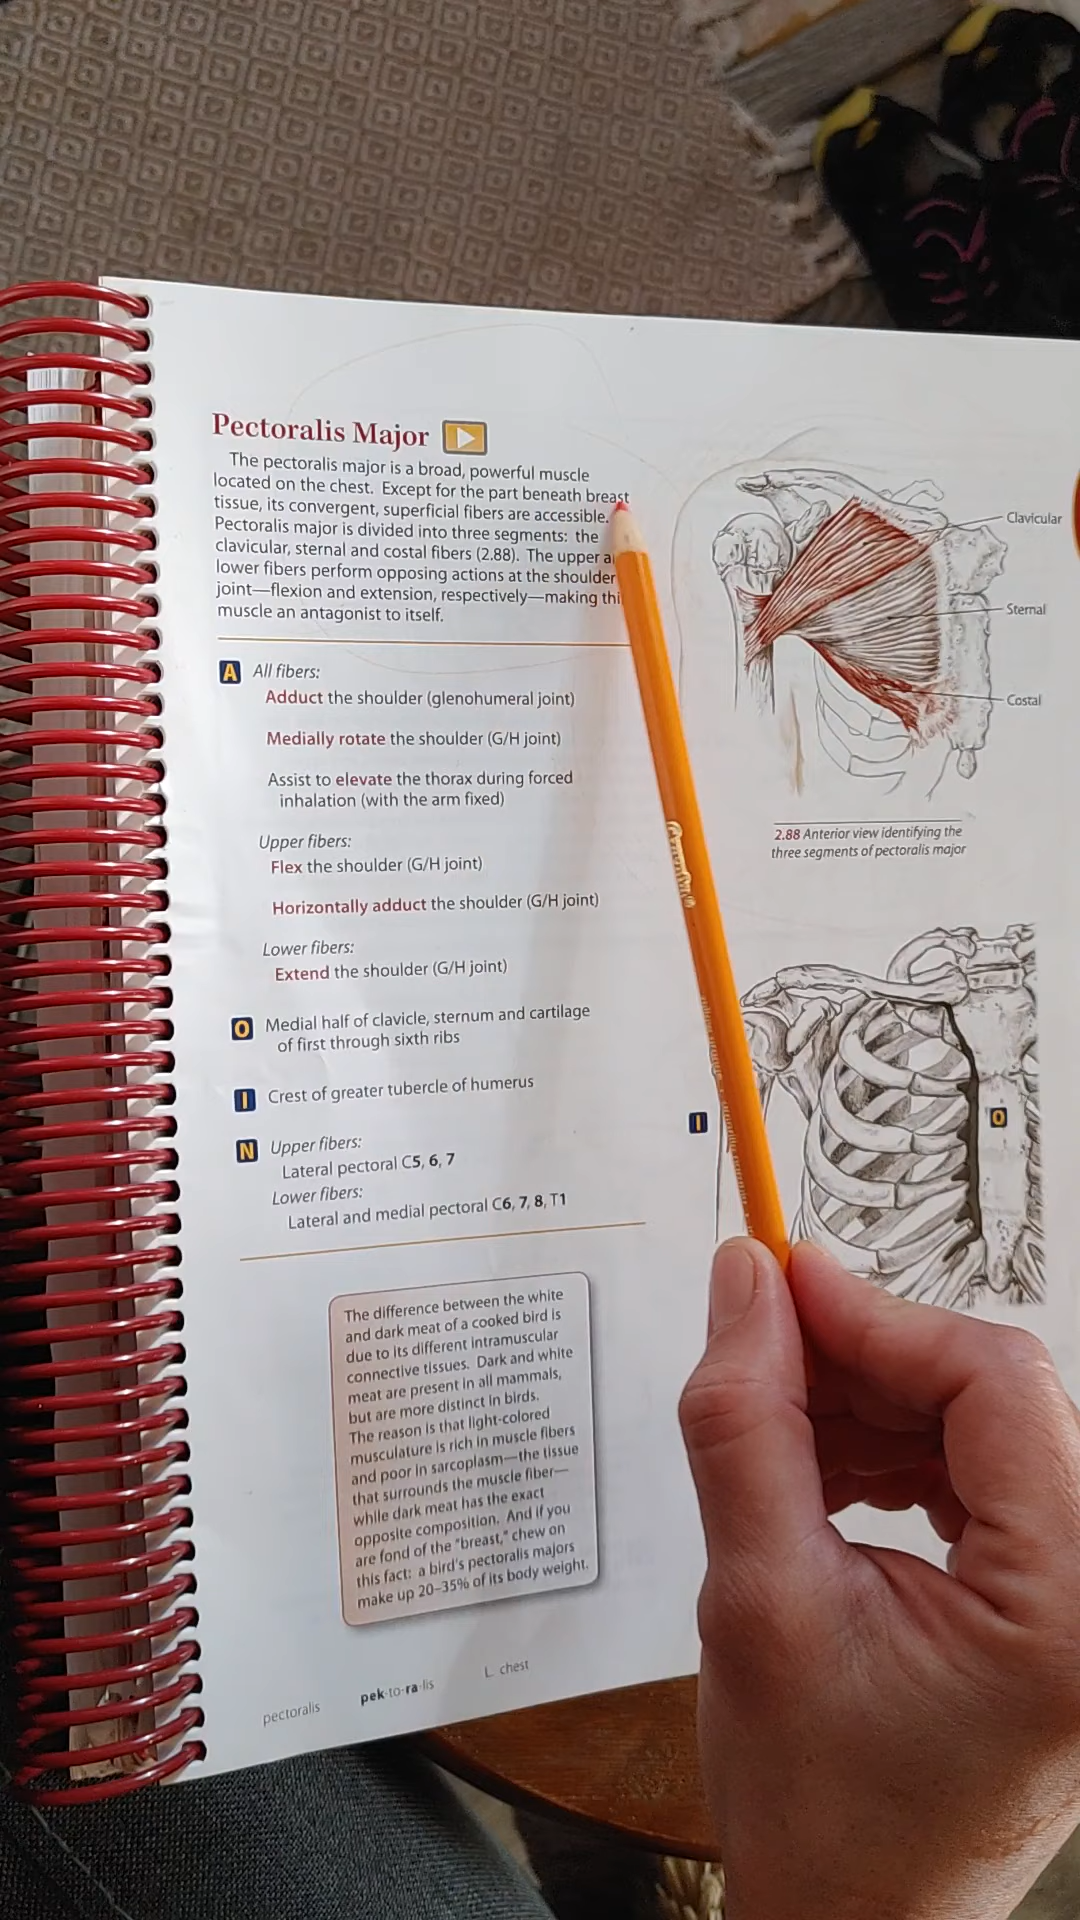 Pectoralis Major
The pectoralis major is a broad, powerful muscle
located on the chest. Except for the part beneath breast
tissue, its convergent, superficial fibers are accessible.
Pectoralis major is divided into three segments: the
clavicular, sternal and costal fibers (2.88). The upper a
lower fibers perform opposing actions at the shoulder
joint—flexion and extension, respectively—making thi
muscle an antagonist to itself.
A All fibers:
Adduct the shoulder (glenohumeral joint)
Medially rotate the shoulder (G/H joint)
Assist to elevate the thorax during forced
inhalation (with the arm fixed)
Upper fibers:
Flex the shoulder (G/H joint)
Horizontally adduct the shoulder (G/H joint)
Lower fibers:
Extend the shoulder (G/H joint)
O Medial half of clavicle, sternum and cartilage
of first through sixth ribs
I Crest of greater tubercle of humerus
N Upper fibers:
Lateral pectoral C5, 6, 7
Lower fibers:
Lateral and medial pectoral C6, 7, 8, T1
The difference between the white
and dark meat of a cooked bird is
due to its different intramuscular
connective tissues. Dark and white
meat are present in all mammals,
but are more distinct in birds.
The reason is that light-colored
musculature is rich in muscle fibers
and poor in sarcoplasm—the tissue
that surrounds the muscle fiber—
while dark meat has the exact
opposite composition. And if you
are fond of the "breast," chew on
this fact: a bird's pectoralis majors
make up 20–35% of its body weight.
pectoralis pek-to-ra-lis L. chest
Clavicular
Sternal
Costal
2.88 Anterior view identifying the
three segments of pectoralis major
I
O